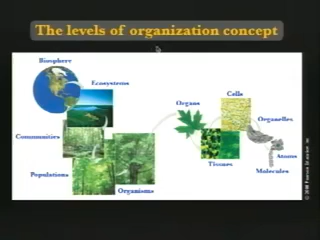 The levels of organization concept
Biosphere
Ecosystems
Communities
Populations
Organisms
Organs
Cells
Organelles
Tissues
Atoms
Molecules